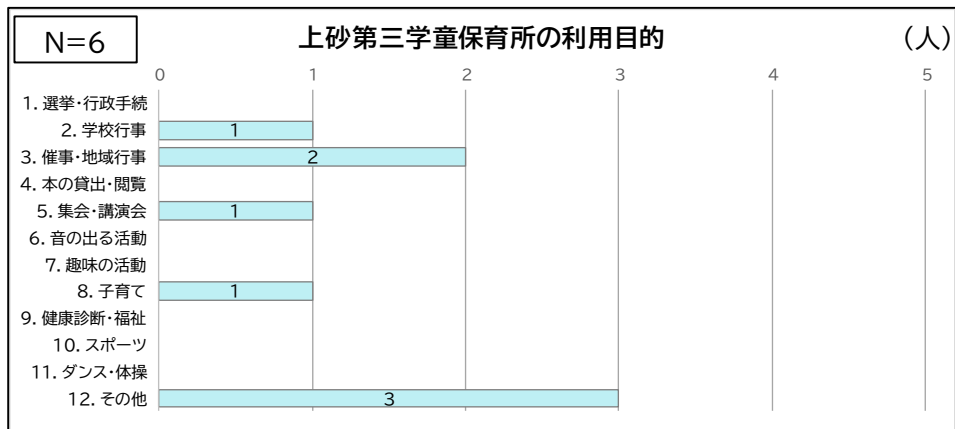 N=6
上砂第三学童保育所の利用目的
(人)
0 1 2 3 4 5
1. 選挙・行政手続
2. 学校行事 1
3. 催事・地域行事 2
4. 本の貸出・閲覧
5. 集会・講演会 1
6. 音の出る活動
7. 趣味の活動
8. 子育て 1
9. 健康診断・福祉
10. スポーツ
11. ダンス・体操
12. その他 3